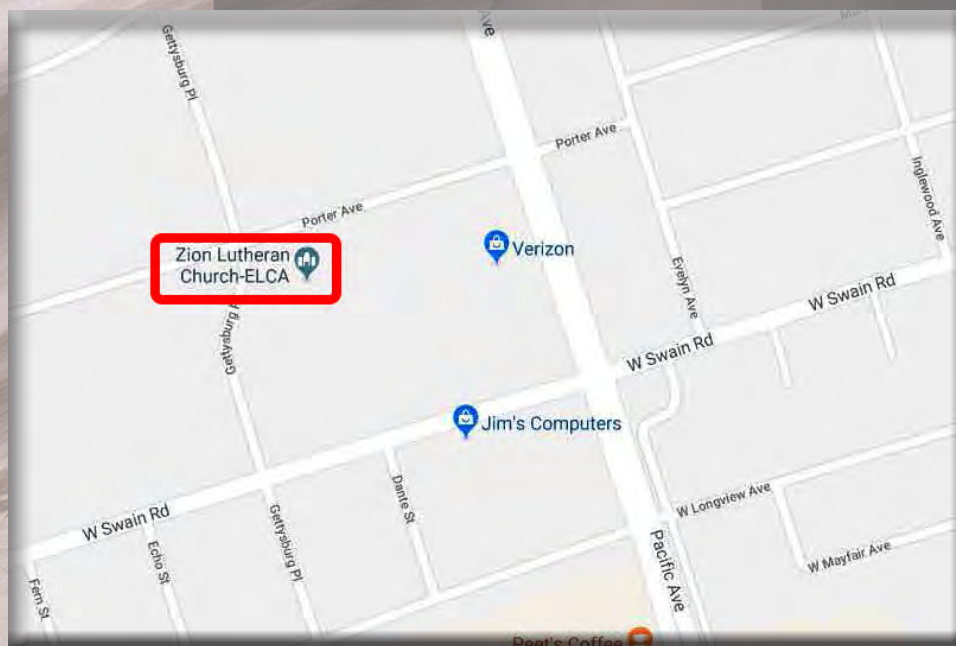 Gettysburg Pl
Ave
Porter Ave
Inglewood Ave
Porter Ave
Zion Lutheran
Church-ELCA
Verizon
Evelyn Ave
W Swain Rd
Gettysburg Pl
W Swain Rd
Jim's Computers
Dante St
W Longview Ave
W Swain Rd
Gettysburg Pl
Echo St
Pacific Ave
W Mayfair Ave
Fern St
Peet's Coffee